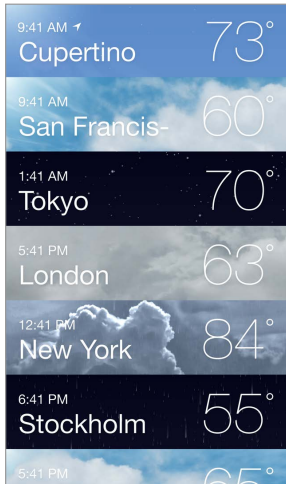 9:41 AM
Cupertino 73°
9:41 AM
San Francis- 60°
1:41 AM
Tokyo 70°
5:41 PM
London 63°
12:41 PM
New York 84°
6:41 PM
Stockholm 55°
5:41 PM
65°